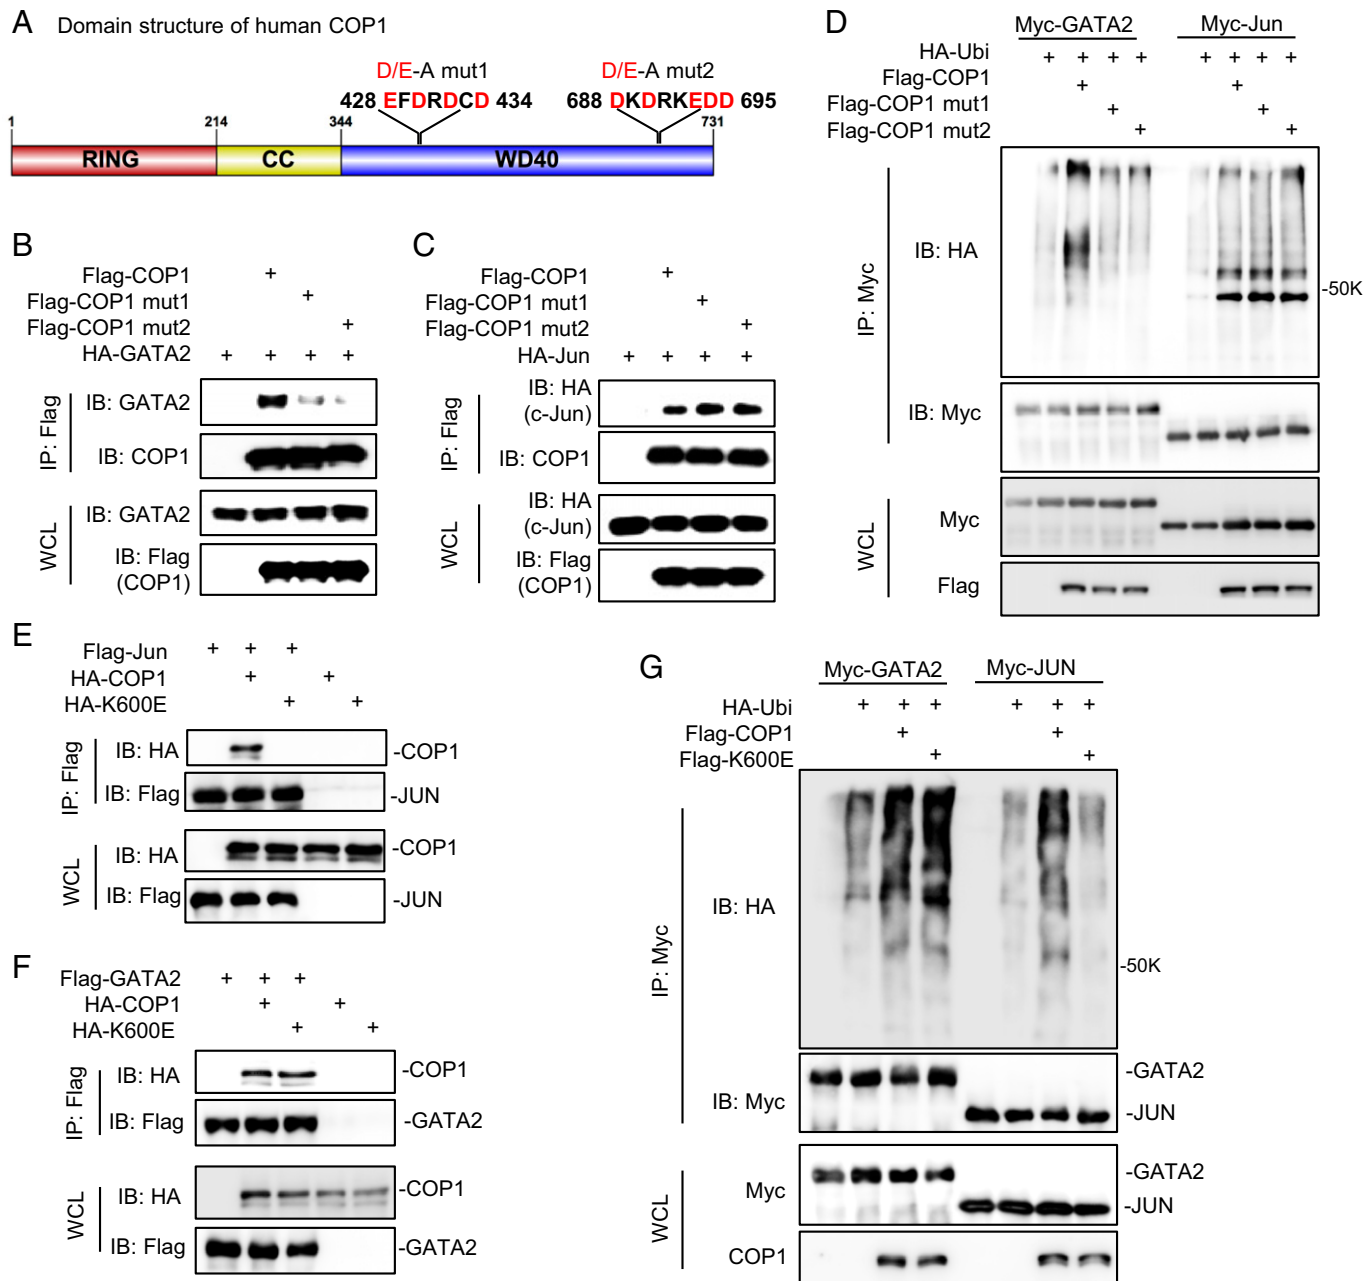 A Domain structure of human COP1
D/E-A mut1
428 EFDRDCD 434
D/E-A mut2
688 DKDRKEDD 695
1 214 344 731
RING CC WD40
B
Flag-COP1 +
Flag-COP1 mut1 +
Flag-COP1 mut2 +
HA-GATA2 + + + +
IP: Flag
IB: GATA2
IB: COP1
WCL
IB: GATA2
IB: Flag
(COP1)
C
Flag-COP1 +
Flag-COP1 mut1 +
Flag-COP1 mut2 +
HA-Jun + + + +
IP: Flag
IB: HA
(c-Jun)
IB: COP1
WCL
IB: HA
(c-Jun)
IB: Flag
(COP1)
D
Myc-GATA2 Myc-Jun
HA-Ubi + + + + + + + +
Flag-COP1 + +
Flag-COP1 mut1 + +
Flag-COP1 mut2 + +
IP: Myc
IB: HA
-50K
IB: Myc
WCL
Myc
Flag
E
Flag-Jun + + +
HA-COP1 + +
HA-K600E + +
IP: Flag
IB: HA -COP1
IB: Flag -JUN
WCL
IB: HA -COP1
IB: Flag -JUN
F
Flag-GATA2 + + +
HA-COP1 + +
HA-K600E + +
IP: Flag
IB: HA -COP1
IB: Flag -GATA2
WCL
IB: HA -COP1
IB: Flag -GATA2
G
Myc-GATA2 Myc-JUN
HA-Ubi + + + + + +
Flag-COP1 + +
Flag-K600E + +
IP: Myc
IB: HA
-50K
IB: Myc
-GATA2
-JUN
WCL
Myc
-GATA2
-JUN
COP1